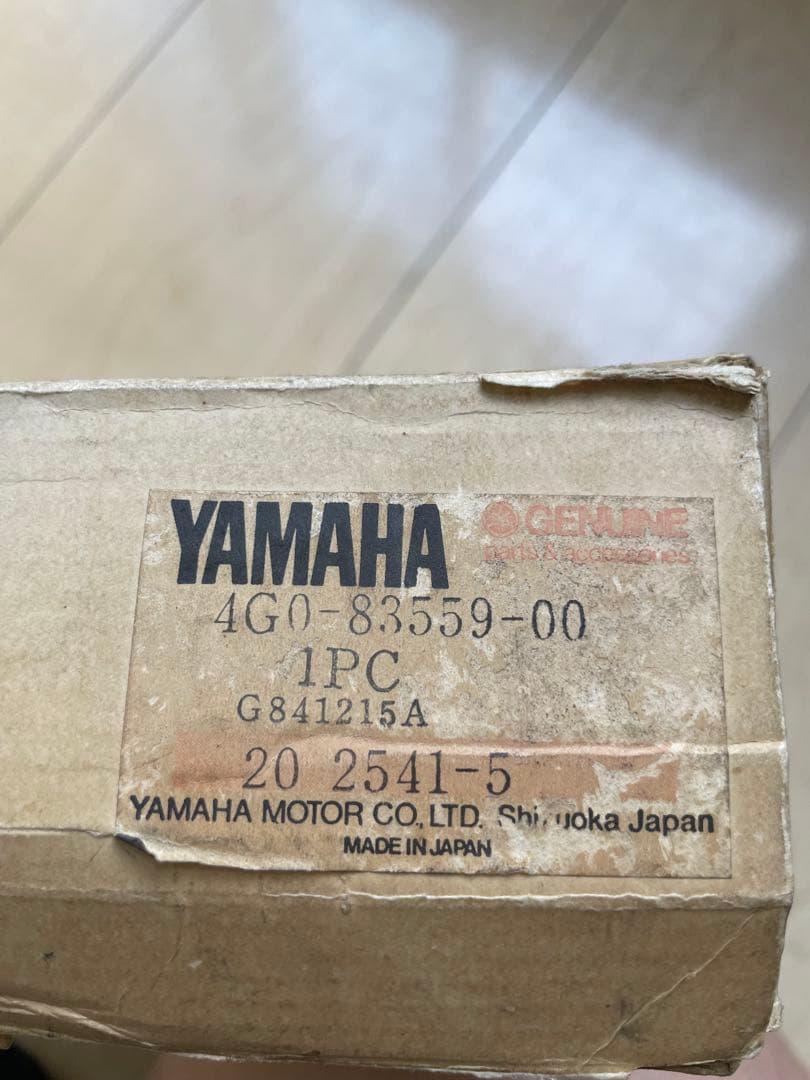 YAMAHA GENUINE
parts & accessories
4G0-83559-00
1PC
G841215A
20 2541-5
YAMAHA MOTOR CO., LTD. Japan
MADE IN JAPAN